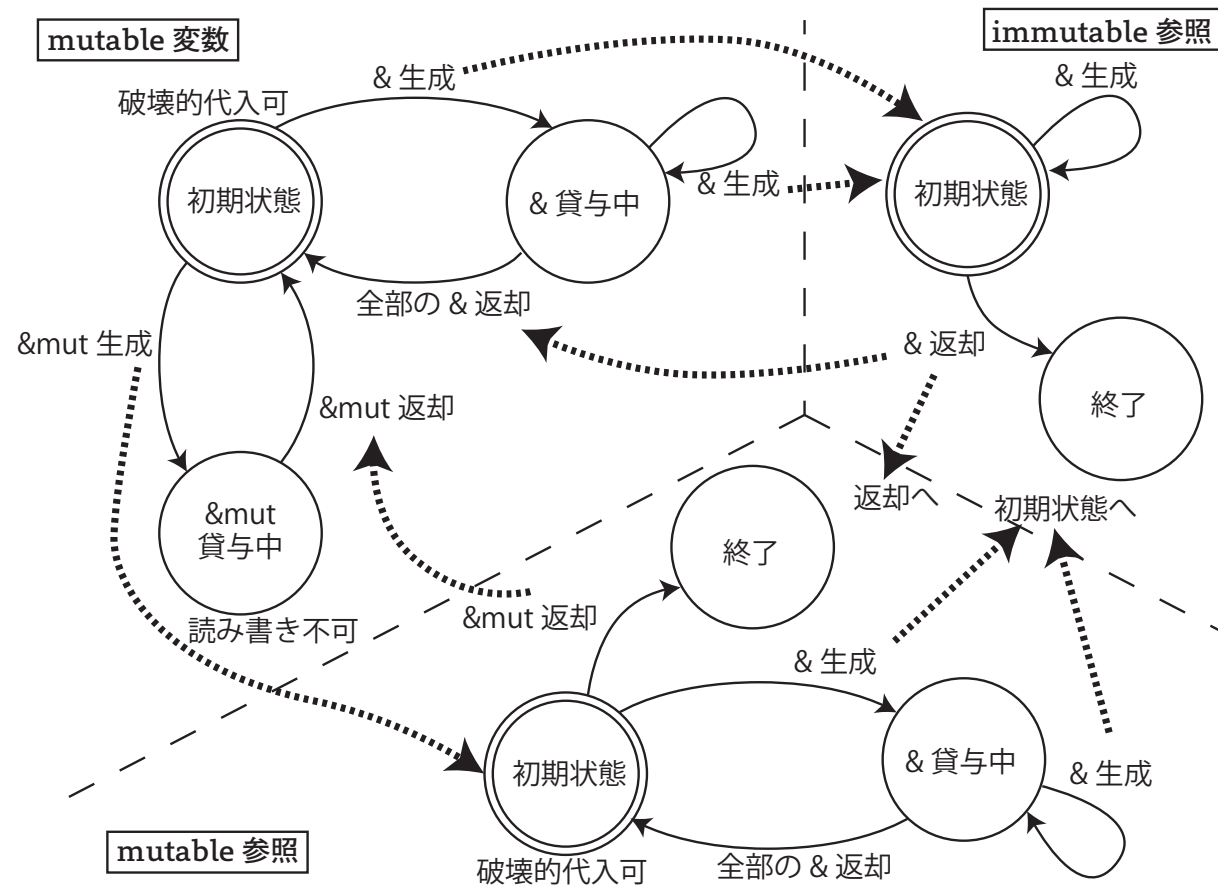 mutable 変数
破壊的代入可
初期状態
& 生成
& 貸与中
& 生成
全部の & 返却
&mut 生成
&mut 返却
&mut
貸与中
読み書き不可
immutable 参照
& 生成
初期状態
& 返却
終了
返却へ
初期状態へ
終了
&mut 返却
& 生成
初期状態
& 貸与中
& 生成
全部の & 返却
破壊的代入可
mutable 参照